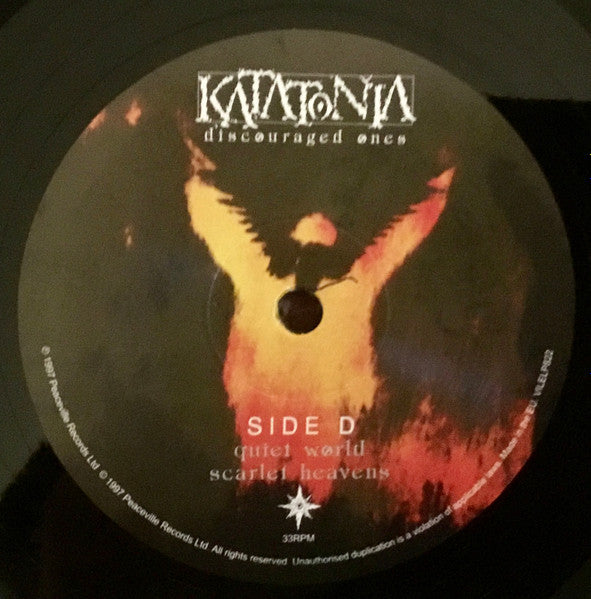 KATATONIA
discouraged ones
SIDE D
quiet world
scarlet heavens
33RPM
℗ 1997 Peaceville Records Ltd © 1997 Peaceville Records Ltd. All rights reserved. Unauthorised duplication is a violation of applicable laws. Made in the EU. VILELP802